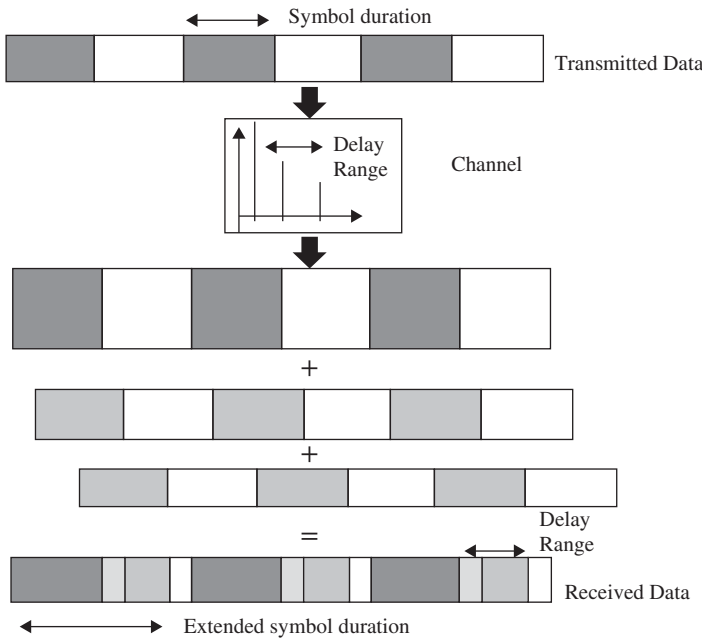 Symbol duration
Transmitted Data
Delay
Range
Channel
+
+
=
Delay
Range
Received Data
Extended symbol duration